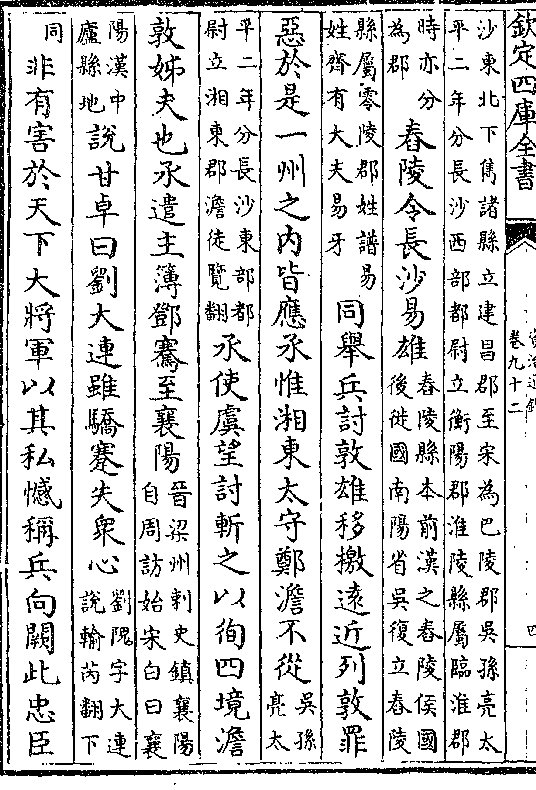 欽定四庫全書
資治通鑑
卷九十二
四
沙東北下雋諸縣立建昌郡至宋為巴陵郡吳孫亮太
平二年分長沙西部都尉立衡陽郡淮陵縣屬臨淮郡
時亦分
為郡
舂陵令長沙易雄
舂陵縣本前漢之舂陵侯國
後徙國南陽省吳復立舂陵
縣屬零陵郡姓譜易
姓齊有大夫易牙
同舉兵討敦雄移檄遠近列敦罪
惡於是一州之內皆應承惟湘東太守鄭澹不從
吳孫
亮太
平二年分長沙東部都
尉立湘東郡澹徒覽翻
承使虞望討斬之以徇四境澹
敦姊夫也承遣主簿鄧騫至襄陽
晉梁州刺史鎮襄陽
自周訪始宋白曰襄
陽漢中
廬縣地
說甘卓曰劉大連雖驕蹇失衆心
劉隗字大連
說輸芮翻下
同
非有害於天下大將軍以其私憾稱兵向闕此忠臣